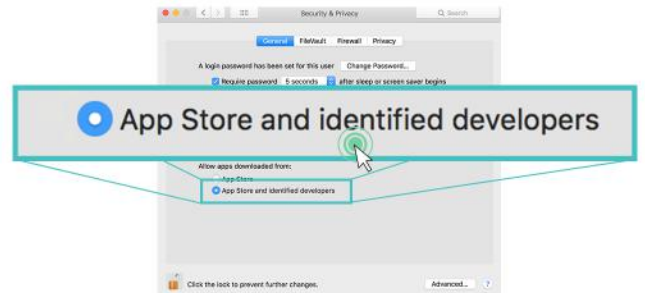 Security & Privacy
Search
General FileVault Firewall Privacy
A login password has been set for this user Change Password...
Require password 5 seconds after sleep or screen saver begins
App Store and identified developers
Allow apps downloaded from:
App Store
App Store and identified developers
Click the lock to prevent further changes.
Advanced... ?